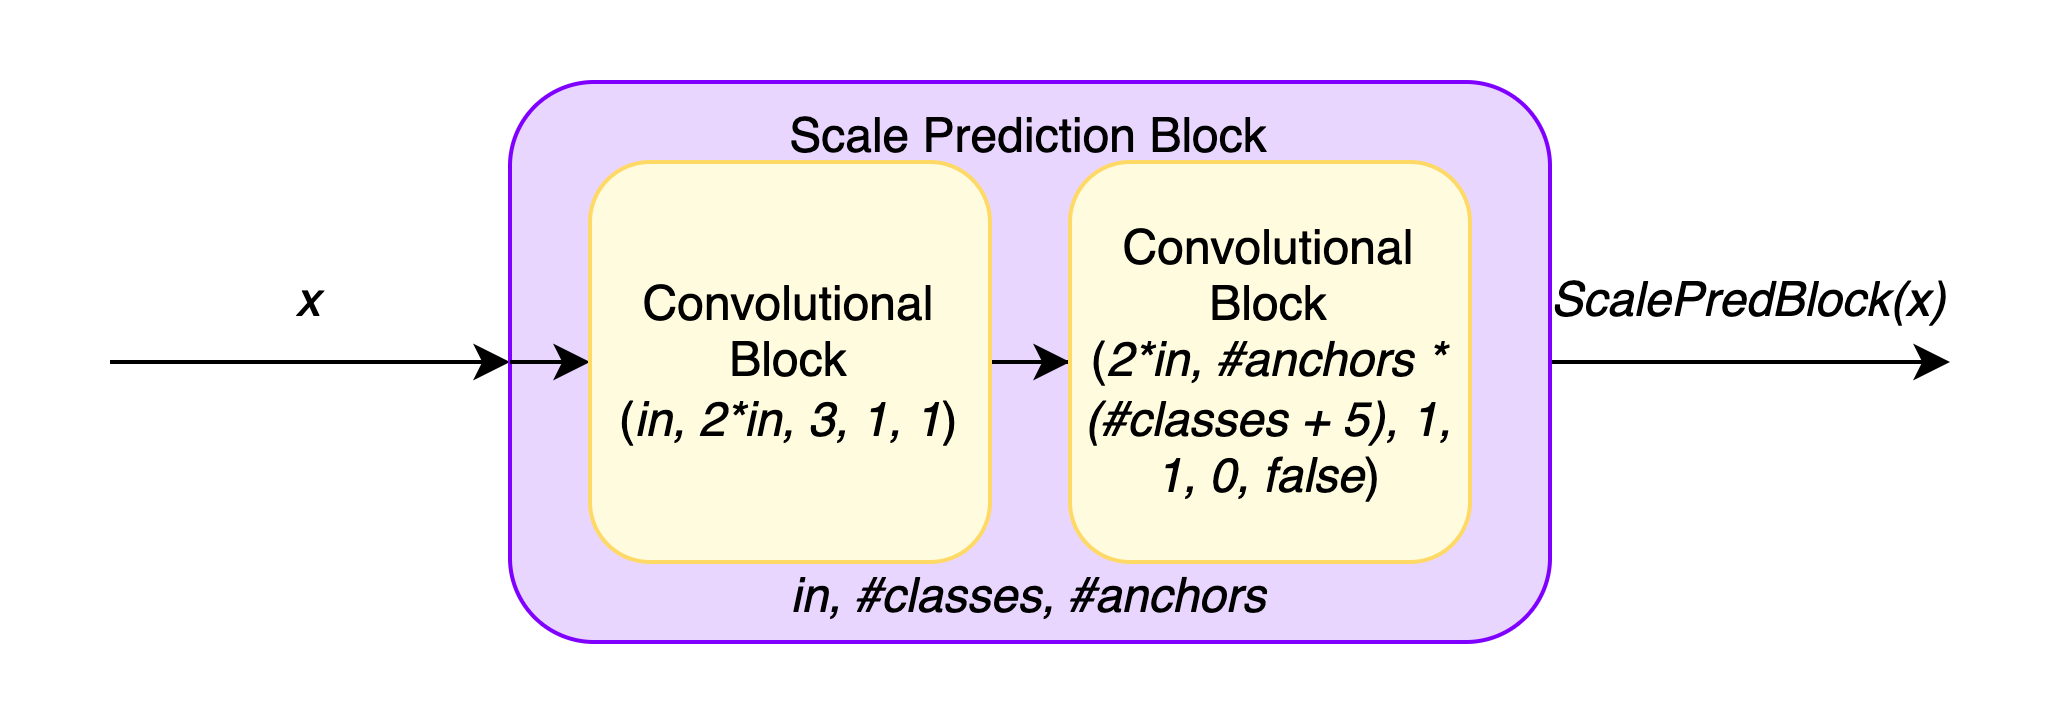 Scale Prediction Block
x
Convolutional
Block
(in, 2*in, 3, 1, 1)
Convolutional
Block
(2*in, #anchors *
(#classes + 5), 1,
1, 0, false)
ScalePredBlock(x)
in, #classes, #anchors